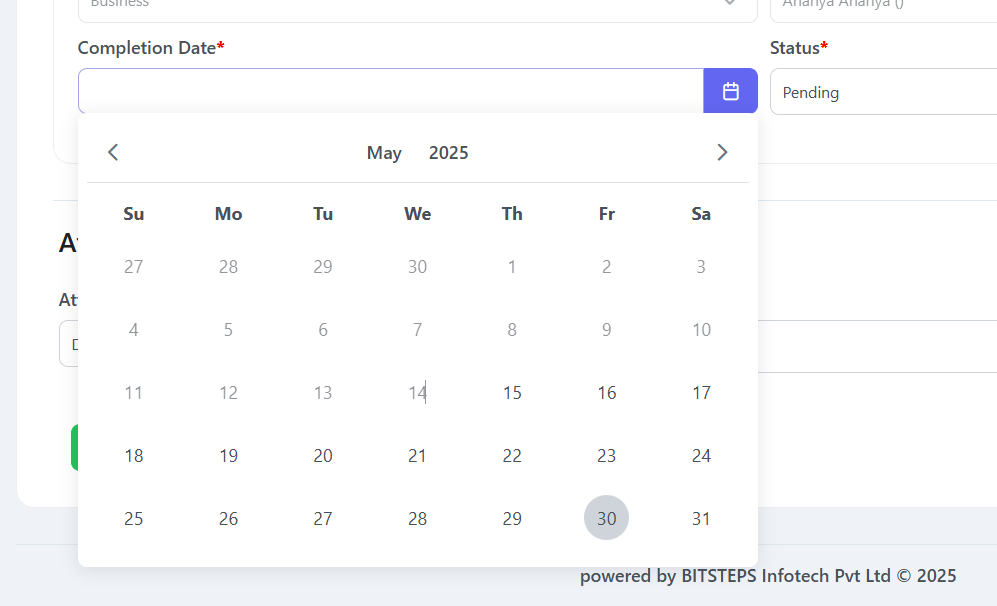 Business
Ananya Ananya ()
Completion Date*
Status*
Pending
May 2025
Su Mo Tu We Th Fr Sa
27 28 29 30 1 2 3
4 5 6 7 8 9 10
11 12 13 14 15 16 17
18 19 20 21 22 23 24
25 26 27 28 29 30 31
powered by BITSTEPS Infotech Pvt Ltd © 2025